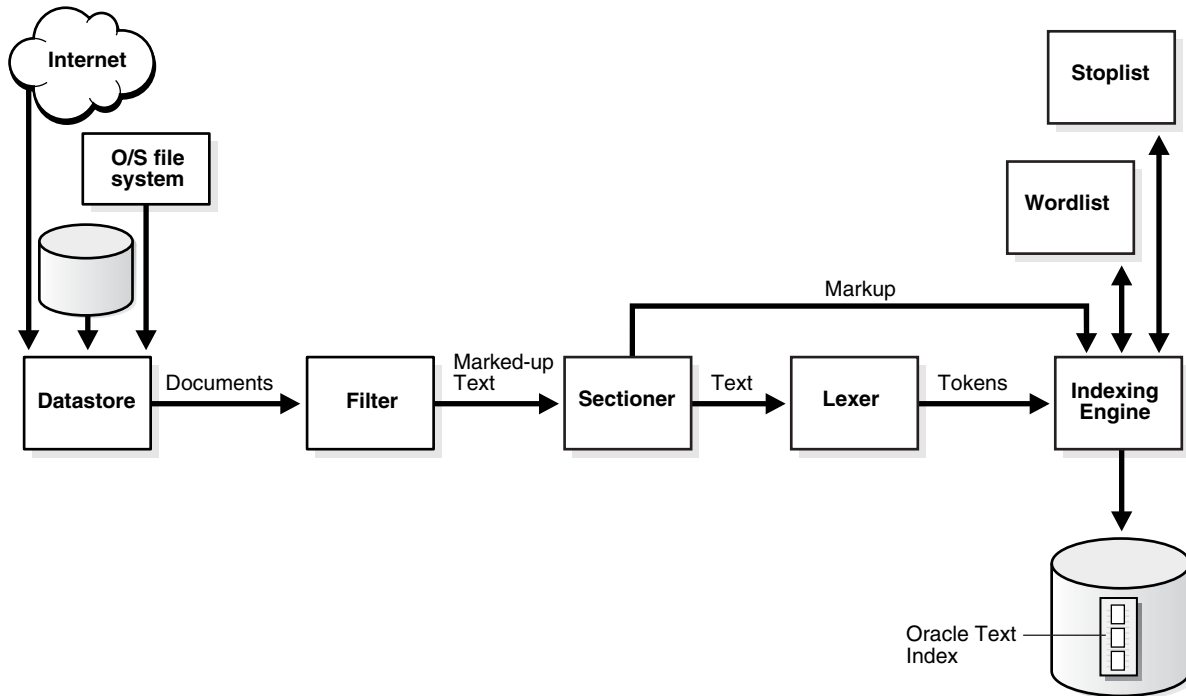 Internet
Stoplist
O/S file
system
Wordlist
Markup
Datastore
Documents
Filter
Marked-up
Text
Sectioner
Text
Lexer
Tokens
Indexing
Engine
Oracle Text
Index